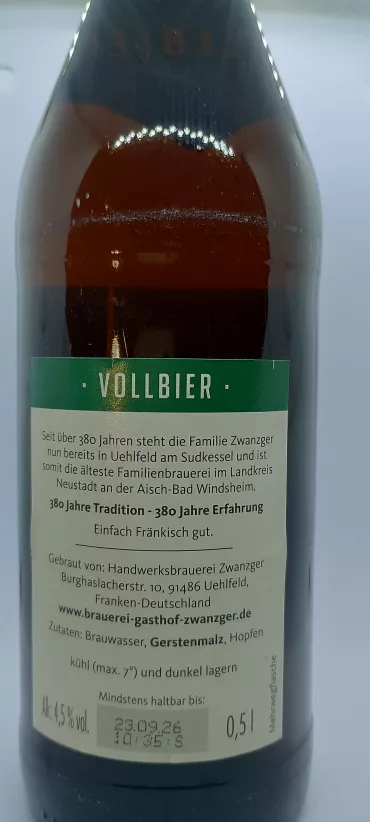 · VOLLBIER ·
Seit über 380 Jahren steht die Familie Zwanzger
nun bereits in Uehlfeld am Sudkessel und ist
somit die älteste Familienbrauerei im Landkreis
Neustadt an der Aisch-Bad Windsheim.
380 Jahre Tradition - 380 Jahre Erfahrung
Einfach Fränkisch gut.
Gebraut von: Handwerksbrauerei Zwanzger
Burghaslacherstr. 10, 91486 Uehlfeld,
Franken-Deutschland
www.brauerei-gasthof-zwanzger.de
Zutaten: Brauwasser, Gerstenmalz, Hopfen
kühl (max. 7°) und dunkel lagern
Mindstens haltbar bis:
Alc 4,5 % vol.
23.09.26
10:35:S
0,5 l
Mehrwegflasche